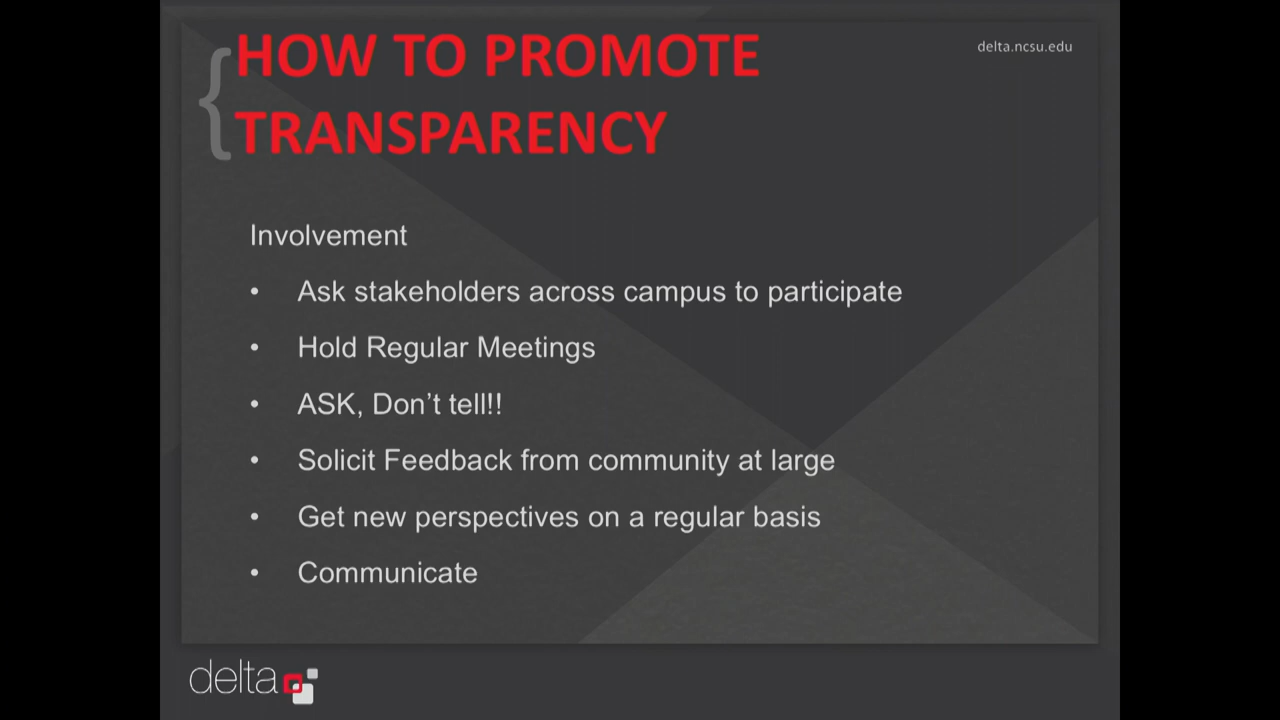 delta.ncsu.edu
{ HOW TO PROMOTE
TRANSPARENCY
Involvement
• Ask stakeholders across campus to participate
• Hold Regular Meetings
• ASK, Don’t tell!!
• Solicit Feedback from community at large
• Get new perspectives on a regular basis
• Communicate
delta